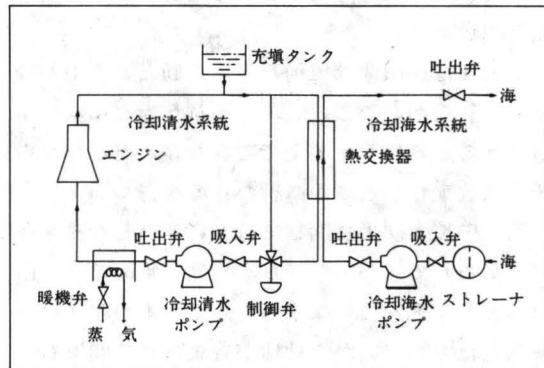 充塡タンク
吐出弁
海
冷却清水系統
冷却海水系統
エンジン
熱交換器
吐出弁
吸入弁
吐出弁
吸入弁
海
暖機弁
冷却清水
ポンプ
制御弁
冷却海水
ポンプ
ストレーナ
蒸気